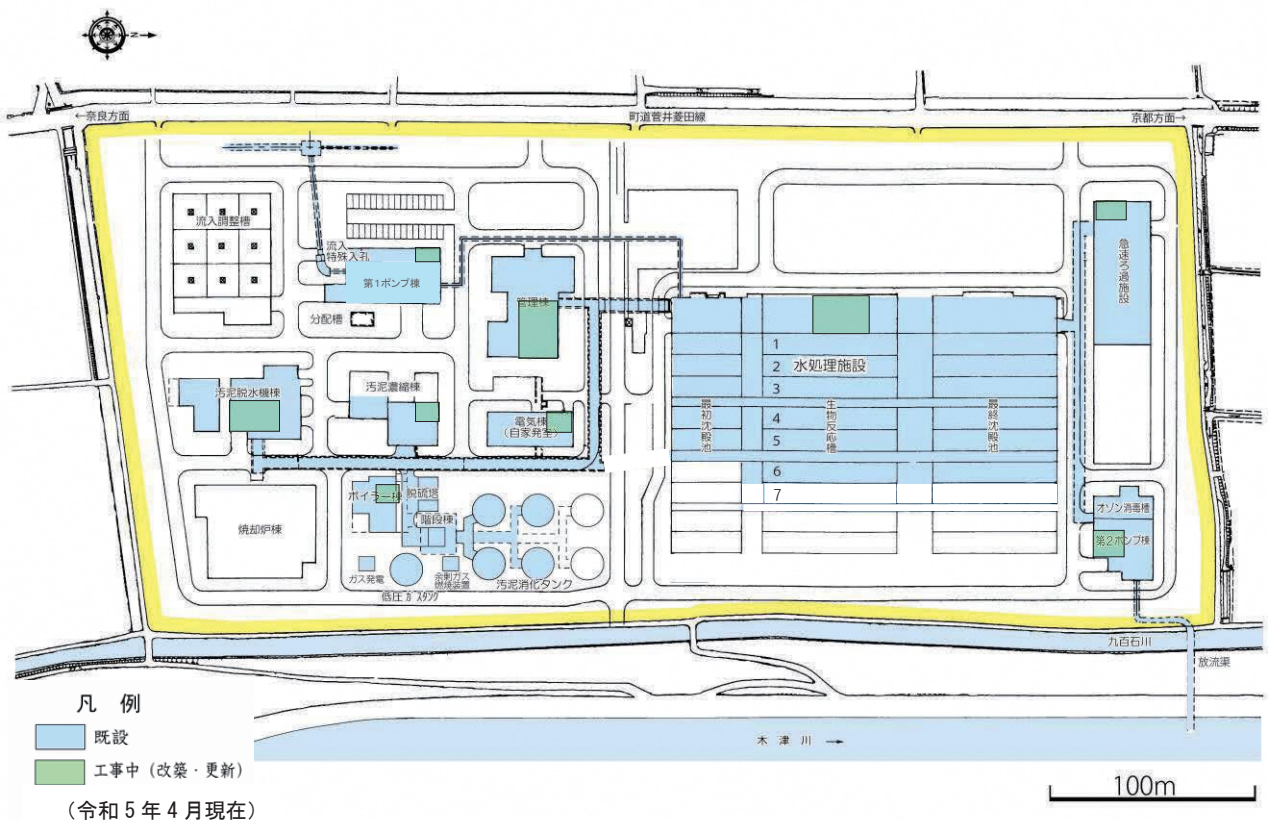 N
←奈良方面
町道菅井菱田線
京都方面→
流入調整槽
流入
特殊人孔
第1ポンプ棟
分配槽
管理棟
急速ろ過施設
1
2
水処理施設
3
4
5
6
7
最初沈殿池
生物反応槽
最終沈殿池
汚泥脱水機棟
汚泥濃縮棟
電気棟
(自家発室)
焼却炉棟
ボイラー棟
脱硫塔
階段棟
ガス発電
低圧ガスタンク
余剰ガス
燃焼装置
汚泥消化タンク
オゾン消毒槽
第2ポンプ棟
九百石川
放流渠
木津川 →
凡 例
既設
工事中(改築・更新)
(令和5年4月現在)
100m